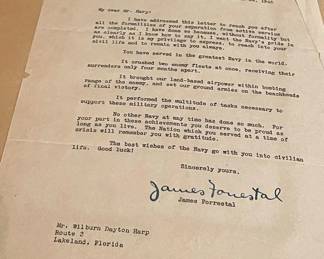 My dear Mr. Harp:
I have addressed this letter to reach you after
all the formalities of your separation from active service
are completed. I have done so because, without formality but
as clearly as I know how to say it, I want the Navy's pride in
you, which it is my privilege to express, to reach into your
civil life and to remain with you always.
You have served in the greatest Navy in the world.
It crushed two enemy fleets at once, receiving their
surrenders only four months apart.
It brought our land-based airpower within bombing
range of the enemy, and set our ground armies on the beachheads
of final victory.
It performed the multitude of tasks necessary to
support these military operations.
No other Navy at any time has done so much. For
your part in these achievements you deserve to be proud as
long as you live. The Nation which you served at a time of
crisis will remember you with gratitude.
The best wishes of the Navy go with you into civilian
life. Good luck!
Sincerely yours,
James Forrestal
James Forrestal
Mr. Wilburn Dayton Harp
Route 2
Lakeland, Florida